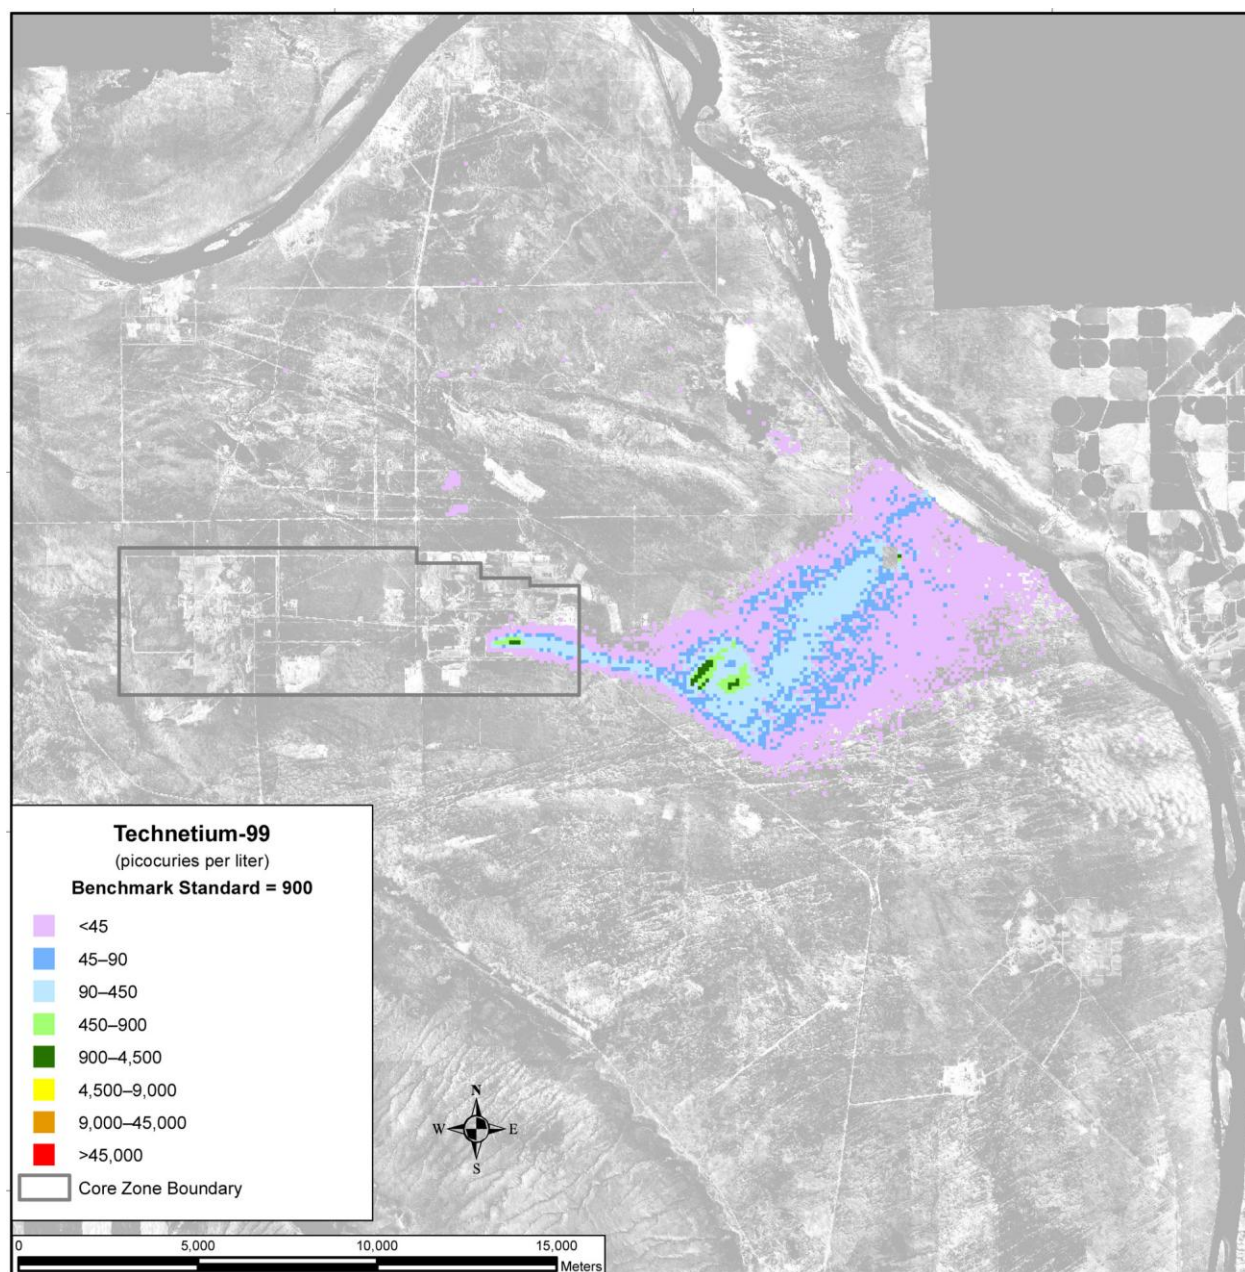 N
W E
S
Technetium-99
(picocuries per liter)
Benchmark Standard = 900
<45
45–90
90–450
450–900
900–4,500
4,500–9,000
9,000–45,000
>45,000
Core Zone Boundary
0 5,000 10,000 15,000
Meters